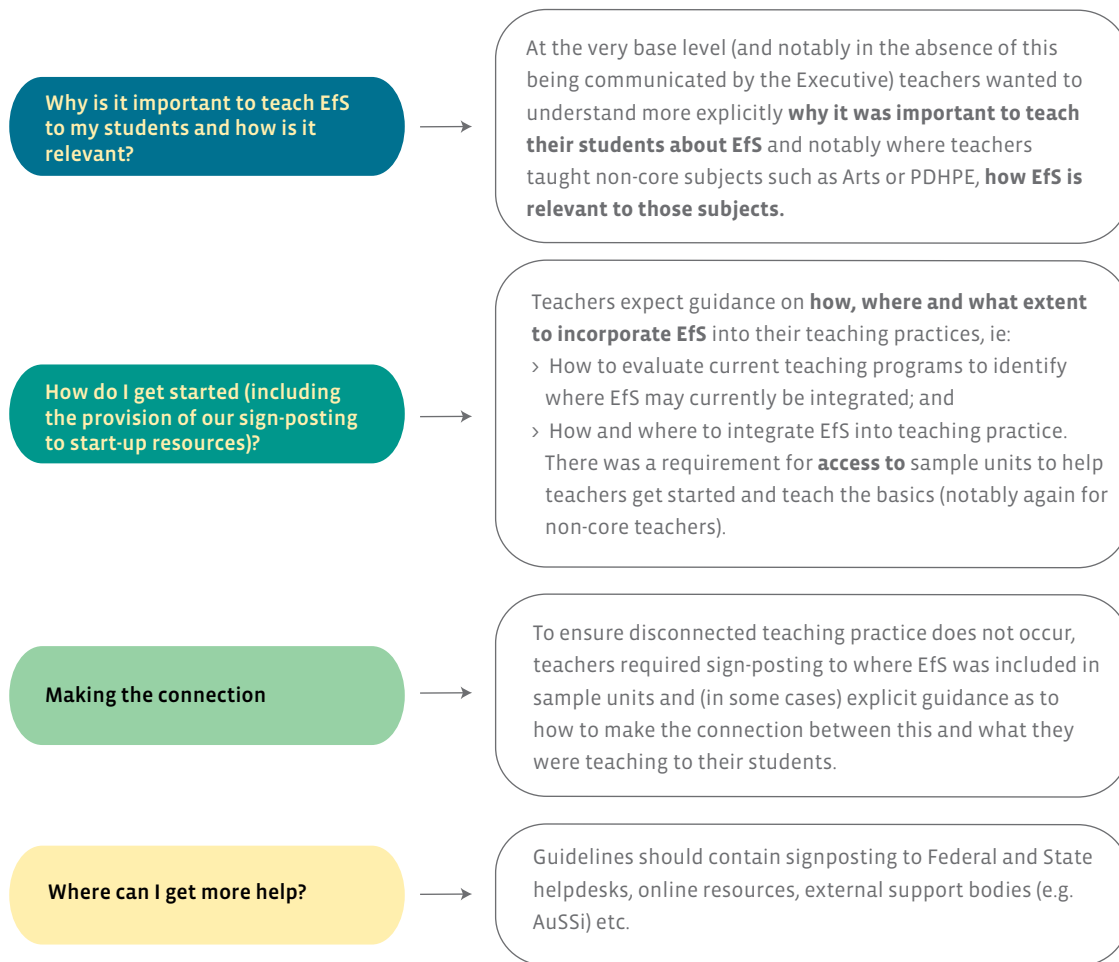 Why is it important to teach EfS
to my students and how is it
relevant?
At the very base level (and notably in the absence of this
being communicated by the Executive) teachers wanted to
understand more explicitly why it was important to teach
their students about EfS and notably where teachers
taught non-core subjects such as Arts or PDHPE, how EfS is
relevant to those subjects.
How do I get started (including
the provision of our sign-posting
to start-up resources)?
Teachers expect guidance on how, where and what extent
to incorporate EfS into their teaching practices, ie:
› How to evaluate current teaching programs to identify
where EfS may currently be integrated; and
› How and where to integrate EfS into teaching practice.
There was a requirement for access to sample units to help
teachers get started and teach the basics (notably again for
non-core teachers).
Making the connection
To ensure disconnected teaching practice does not occur,
teachers required sign-posting to where EfS was included in
sample units and (in some cases) explicit guidance as to
how to make the connection between this and what they
were teaching to their students.
Where can I get more help?
Guidelines should contain signposting to Federal and State
helpdesks, online resources, external support bodies (e.g.
AuSSi) etc.